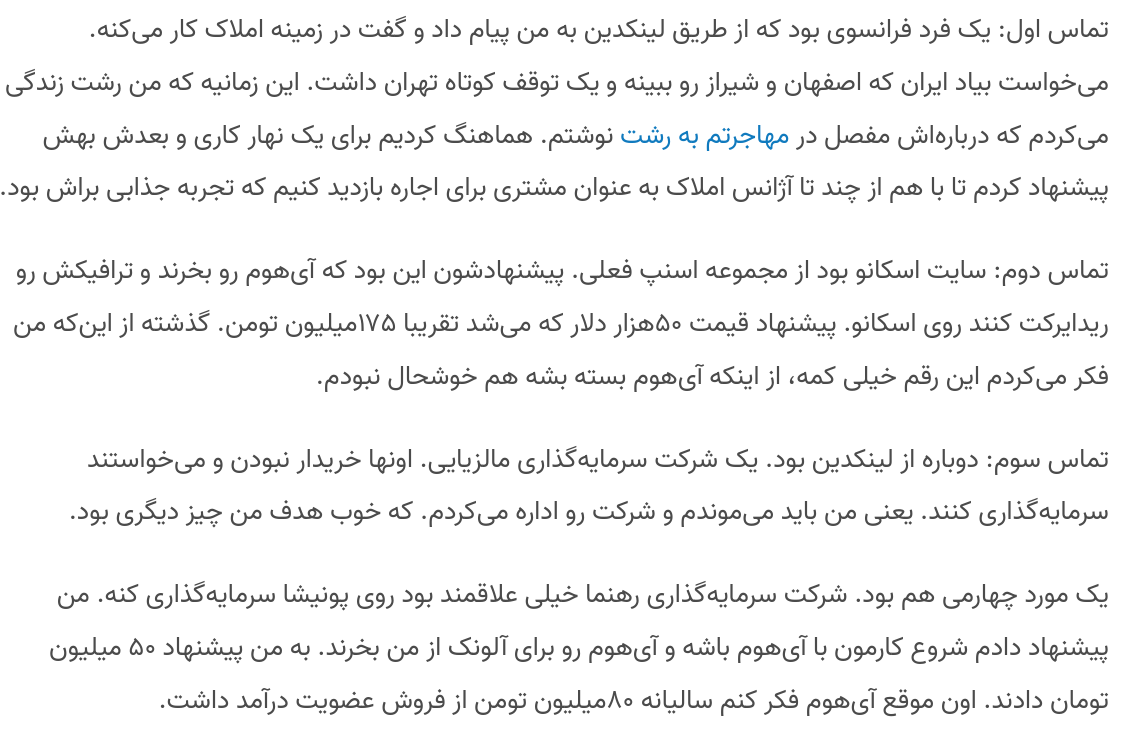 تماس اول: یک فرد فرانسوی بود که از طریق لینکدین به من پیام داد و گفت در زمینه املاک کار می‌کنه.
می‌خواست بیاد ایران که اصفهان و شیراز رو ببینه و یک توقف کوتاه تهران داشت. این زمانیه که من رشت زندگی
می‌کردم که درباره‌اش مفصل در مهاجرتم به رشت نوشتم. هماهنگ کردیم برای یک نهار کاری و بعدش بهش
پیشنهاد کردم تا با هم از چند تا آژانس املاک به عنوان مشتری برای اجاره بازدید کنیم که تجربه جذابی براش بود.
تماس دوم: سایت اسکانو بود از مجموعه اسنپ فعلی. پیشنهادشون این بود که آی‌هوم رو بخرند و ترافیکش رو
ریدایرکت کنند روی اسکانو. پیشنهاد قیمت ۵۰هزار دلار که می‌شد تقریبا ۱۷۵میلیون تومن. گذشته از این‌که من
فکر می‌کردم این رقم خیلی کمه، از اینکه آی‌هوم بسته بشه هم خوشحال نبودم.
تماس سوم: دوباره از لینکدین بود. یک شرکت سرمایه‌گذاری مالزیایی. اونها خریدار نبودن و می‌خواستند
سرمایه‌گذاری کنند. یعنی من باید می‌موندم و شرکت رو اداره می‌کردم. که خوب هدف من چیز دیگری بود.
یک مورد چهارمی هم بود. شرکت سرمایه‌گذاری رهنما خیلی علاقمند بود روی پونیشا سرمایه‌گذاری کنه. من
پیشنهاد دادم شروع کارمون با آی‌هوم باشه و آی‌هوم رو برای آلونک از من بخرند. به من پیشنهاد ۵۰ میلیون
تومان دادند. اون موقع آی‌هوم فکر کنم سالیانه ۸۰میلیون تومن از فروش عضویت درآمد داشت.